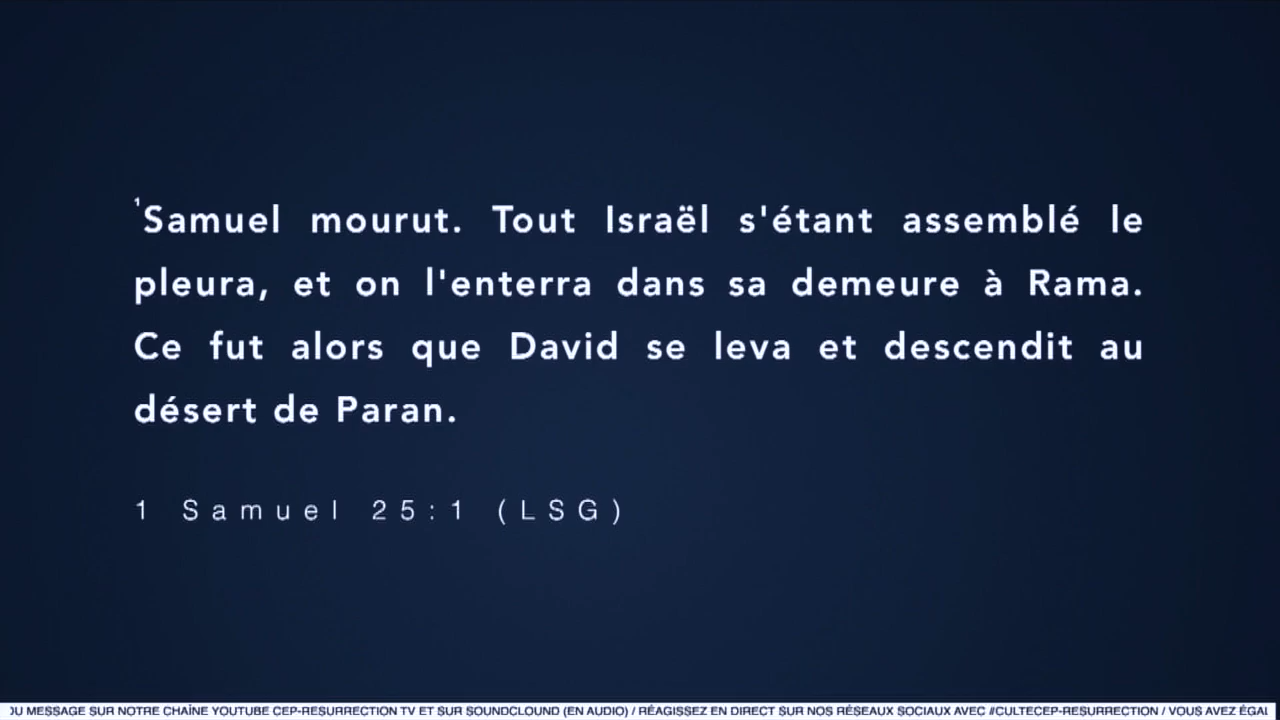 ¹Samuel mourut. Tout Israël s'étant assemblé le
pleura, et on l'enterra dans sa demeure à Rama.
Ce fut alors que David se leva et descendit au
désert de Paran.
1 Samuel 25:1 (LSG)
MESSAGE SUR NOTRE CHAÎNE YOUTUBE CEP-RESURRECTION TV ET SUR SOUNDCLOUND (EN AUDIO) / RÉAGISSEZ EN DIRECT SUR NOS RÉSEAUX SOCIAUX AVEC #CULTECEP-RESURRECTION / VOUS AVEZ